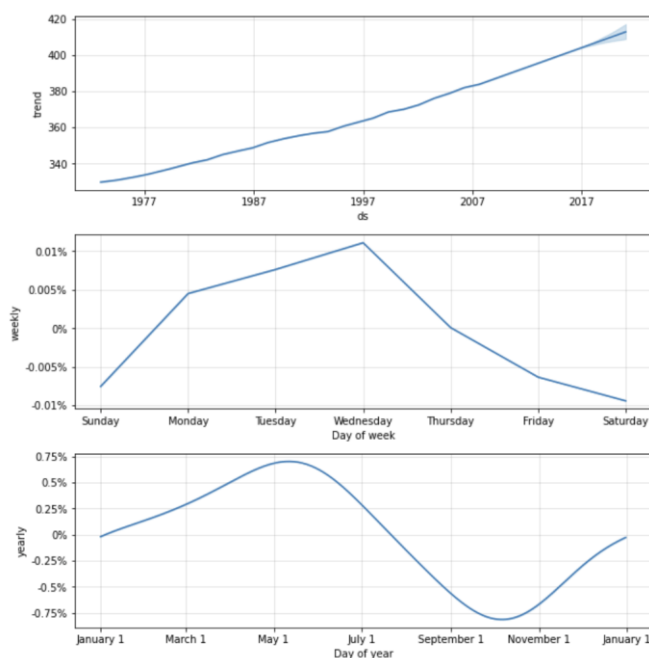 420
400
380
360
340
trend
1977 1987 1997 2007 2017
ds
0.01%
0.005%
0%
-0.005%
-0.01%
weekly
Sunday Monday Tuesday Wednesday Thursday Friday Saturday
Day of week
0.75%
0.5%
0.25%
0%
-0.25%
-0.5%
-0.75%
yearly
January 1 March 1 May 1 July 1 September 1 November 1 January 1
Day of year